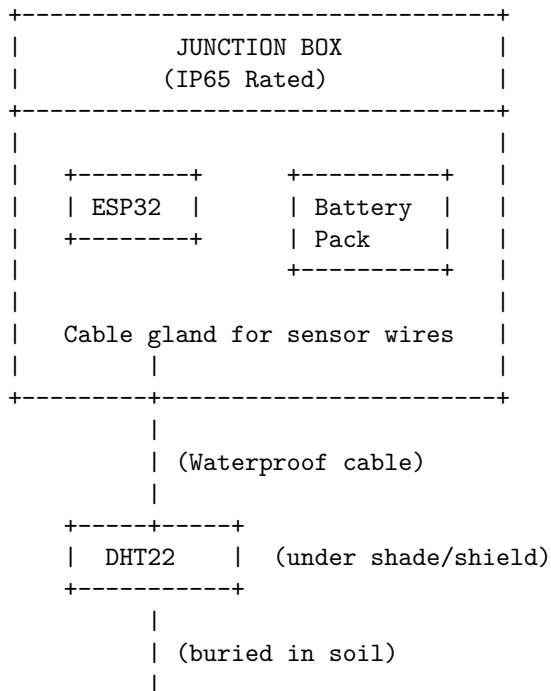 JUNCTION BOX
(IP65 Rated)
ESP32
Battery
Pack
Cable gland for sensor wires
(Waterproof cable)
DHT22 (under shade/shield)
(buried in soil)